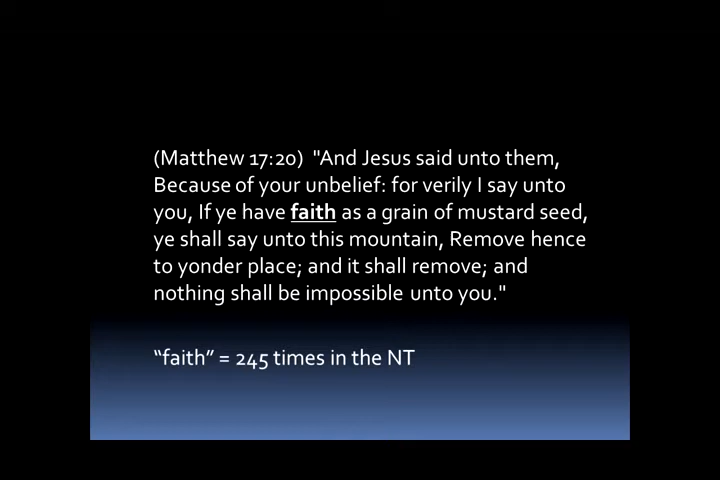 (Matthew 17:20)  "And Jesus said unto them,
Because of your unbelief: for verily I say unto
you, If ye have faith as a grain of mustard seed,
ye shall say unto this mountain, Remove hence
to yonder place; and it shall remove; and
nothing shall be impossible unto you."
“faith” = 245 times in the NT